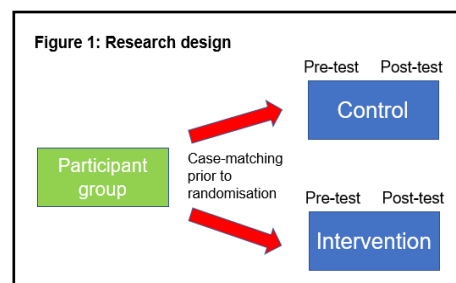 Figure 1: Research design
Pre-test Post-test
Control
Participant
group
Case-matching
prior to
randomisation
Pre-test Post-test
Intervention